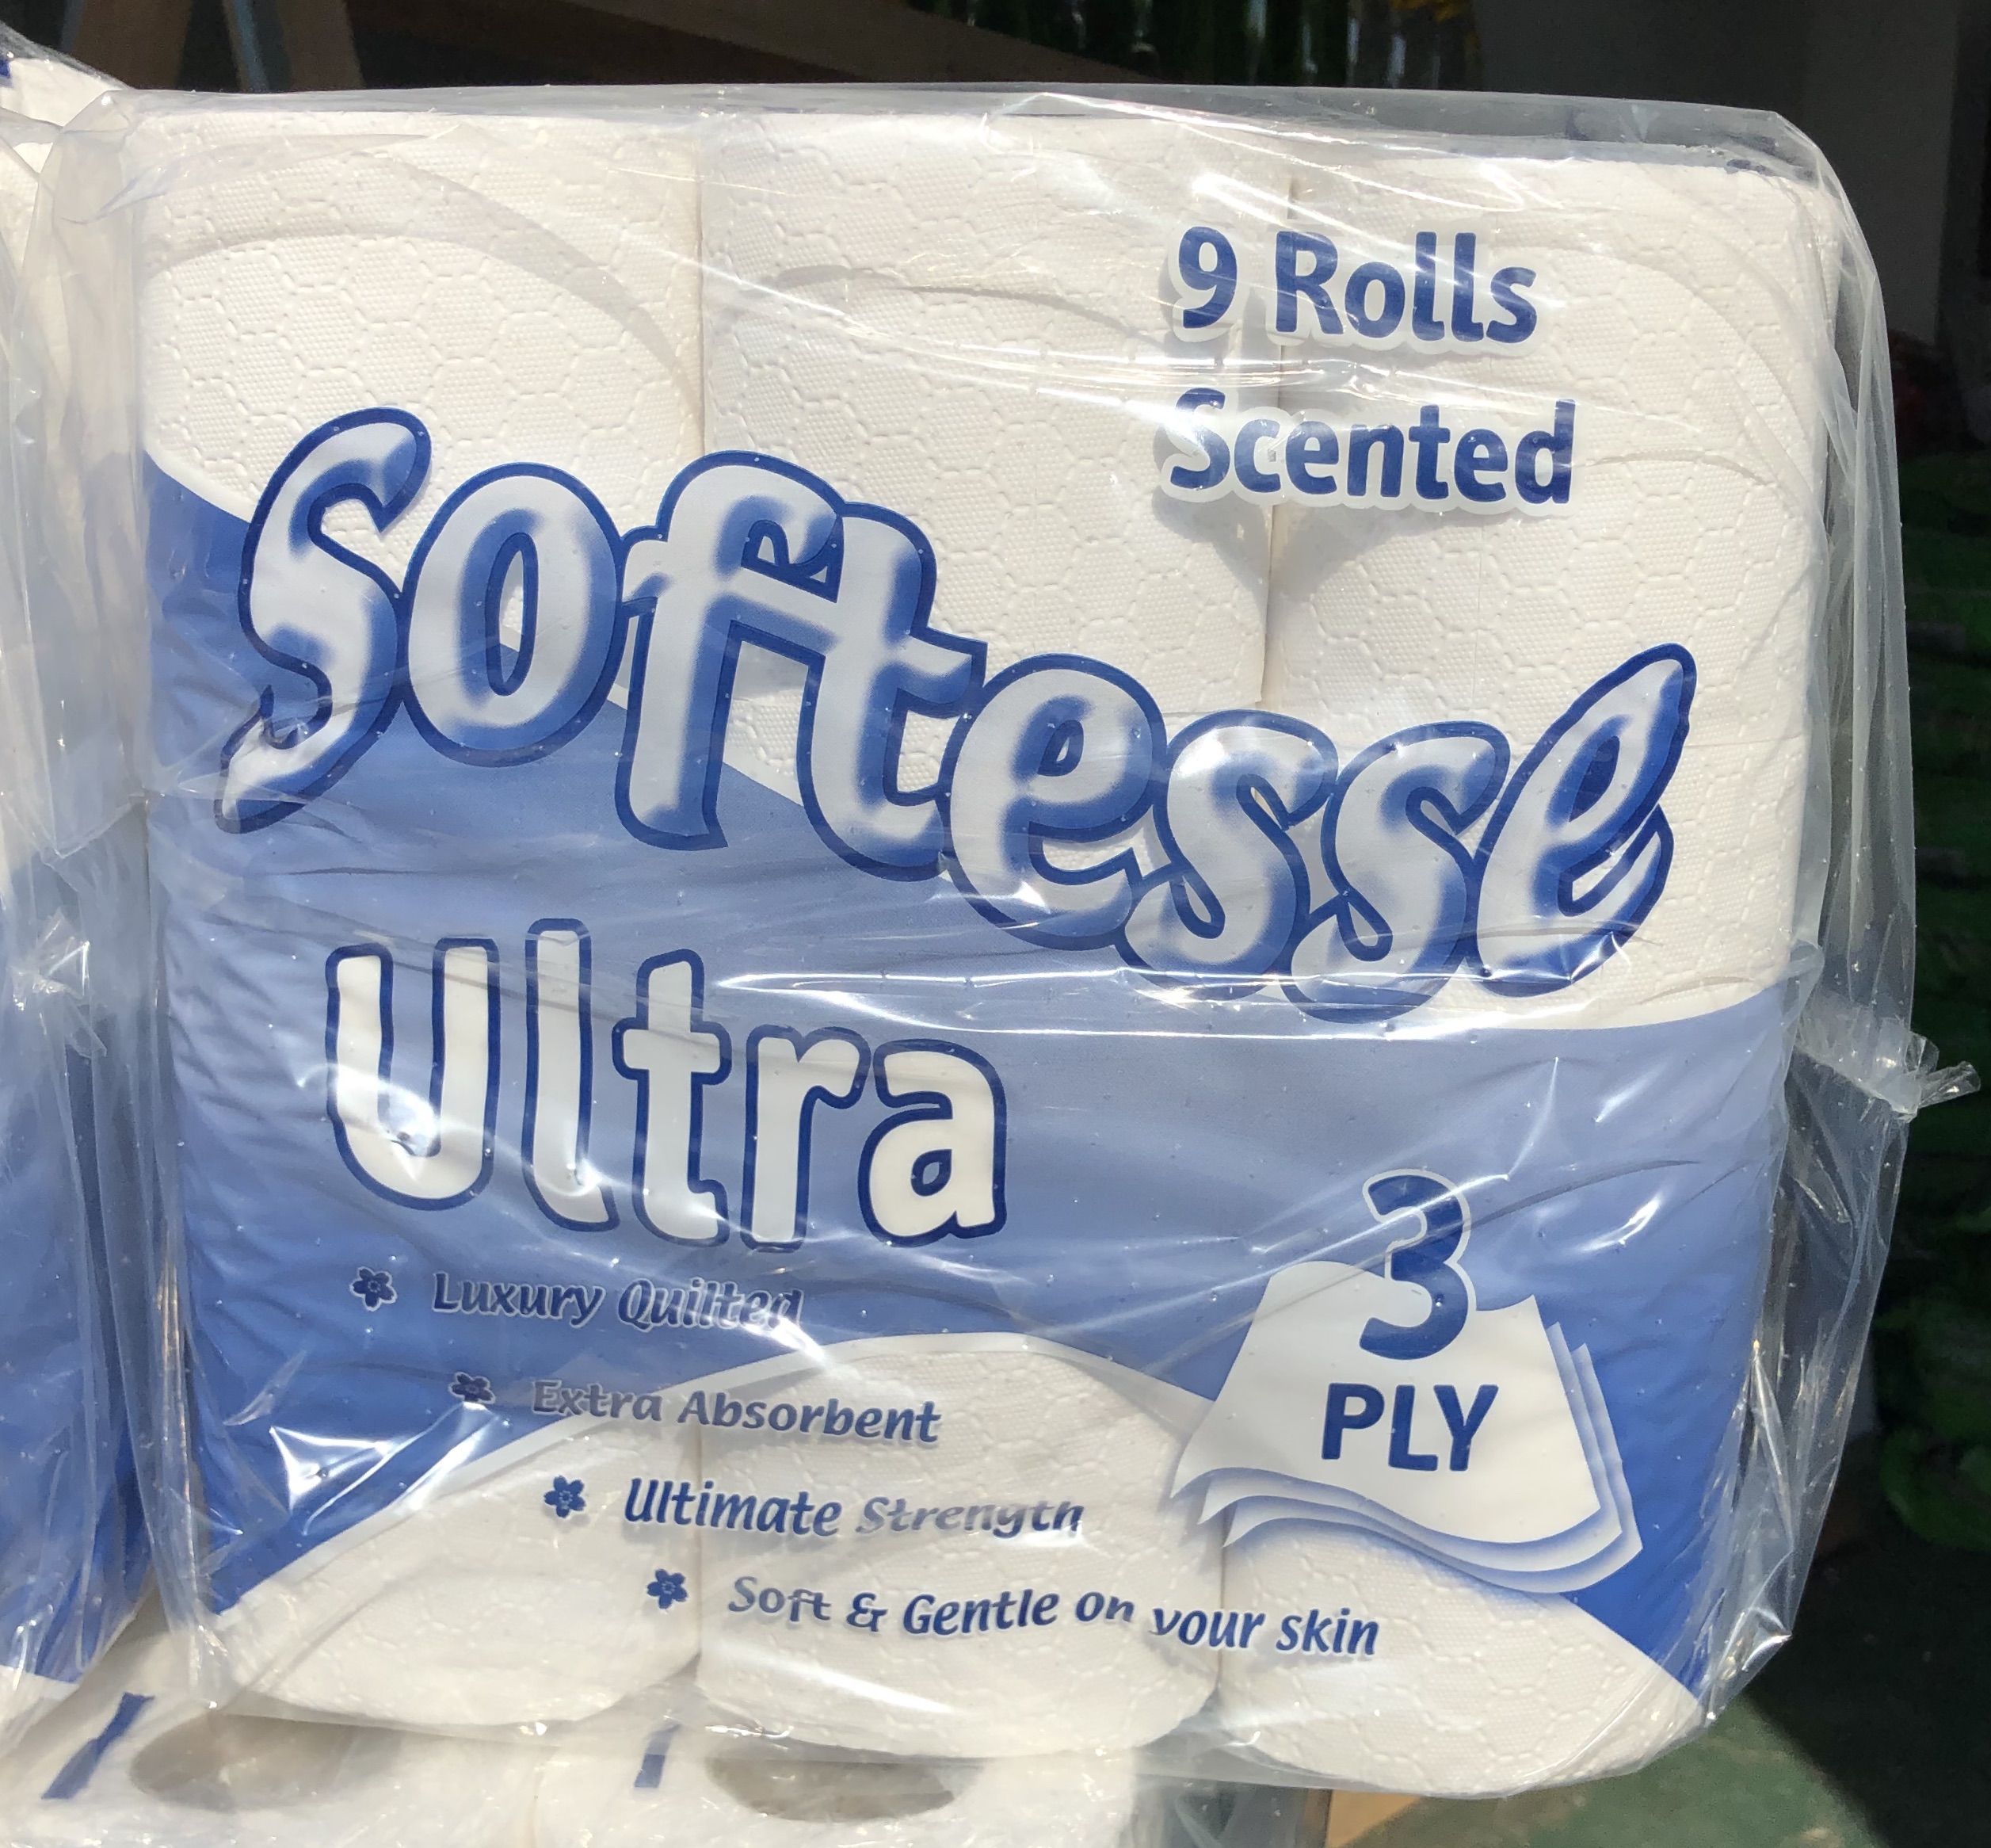 9 Rolls
Scented
Softesse
Ultra
Luxury Quilted
Extra Absorbent
Ultimate Strength
Soft & Gentle on your skin
3
PLY